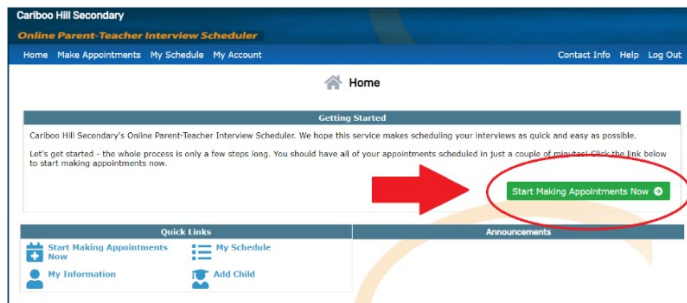 Cariboo Hill Secondary
Online Parent-Teacher Interview Scheduler
Home Make Appointments My Schedule My Account Contact Info Help Log Out
Home
Getting Started
Cariboo Hill Secondary's Online Parent-Teacher Interview Scheduler. We hope this service makes scheduling your interviews as quick and easy as possible.
Let's get started - the whole process is only a few steps long. You should have all of your appointments scheduled in just a couple of minutes! Click the link below
to start making appointments now.
Start Making Appointments Now
Quick Links
Announcements
Start Making Appointments
Now
My Schedule
My Information
Add Child